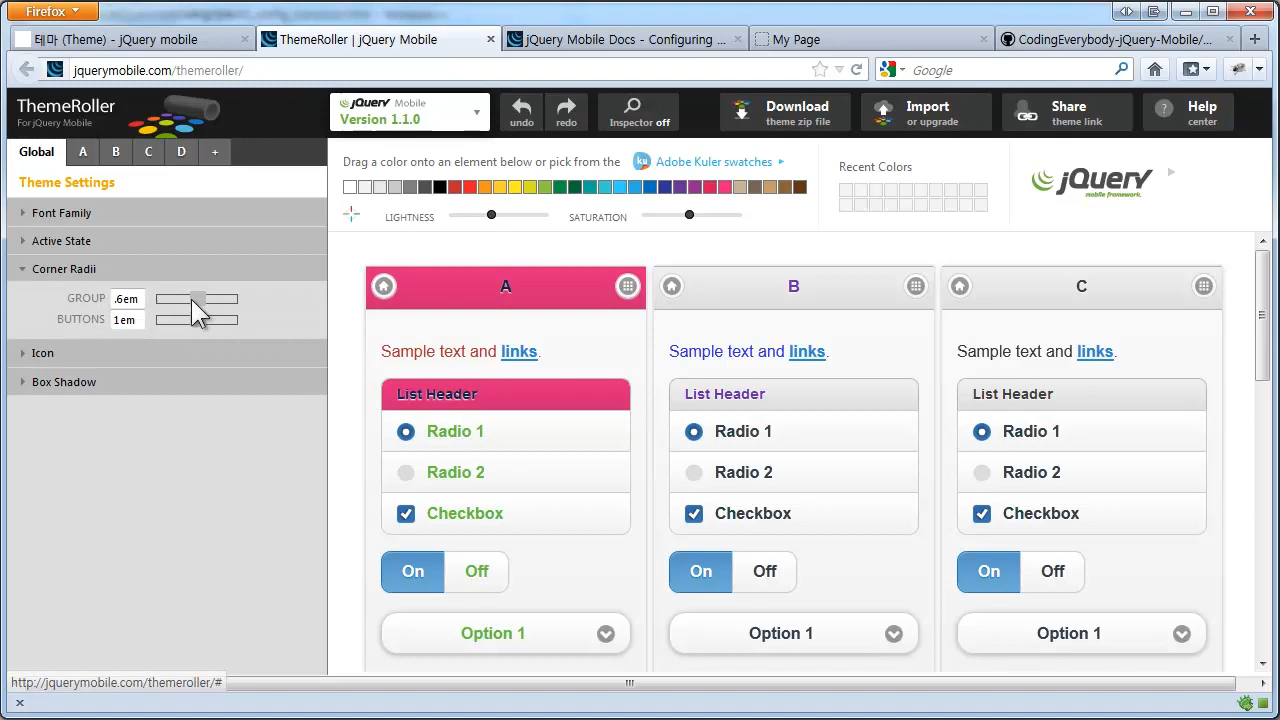 Firefox
테마 (Theme) - jQuery mobile
ThemeRoller | jQuery Mobile
jQuery Mobile Docs - Configuring ...
My Page
CodingEverybody-jQuery-Mobile/...
jquerymobile.com/themeroller/
Google
ThemeRoller
For jQuery Mobile
jQuery Mobile
Version 1.1.0
undo
redo
Inspector off
Download
theme zip file
Import
or upgrade
Share
theme link
? Help
center
Global A B C D +
Theme Settings
Font Family
Active State
Corner Radii
GROUP .6em
BUTTONS 1em
Icon
Box Shadow
Drag a color onto an element below or pick from the ku Adobe Kuler swatches
LIGHTNESS
SATURATION
Recent Colors
jQuery
mobile framework.
A
Sample text and links.
List Header
Radio 1
Radio 2
Checkbox
On Off
Option 1
B
Sample text and links.
List Header
Radio 1
Radio 2
Checkbox
On Off
Option 1
C
Sample text and links.
List Header
Radio 1
Radio 2
Checkbox
On Off
Option 1
http://jquerymobile.com/themeroller/#